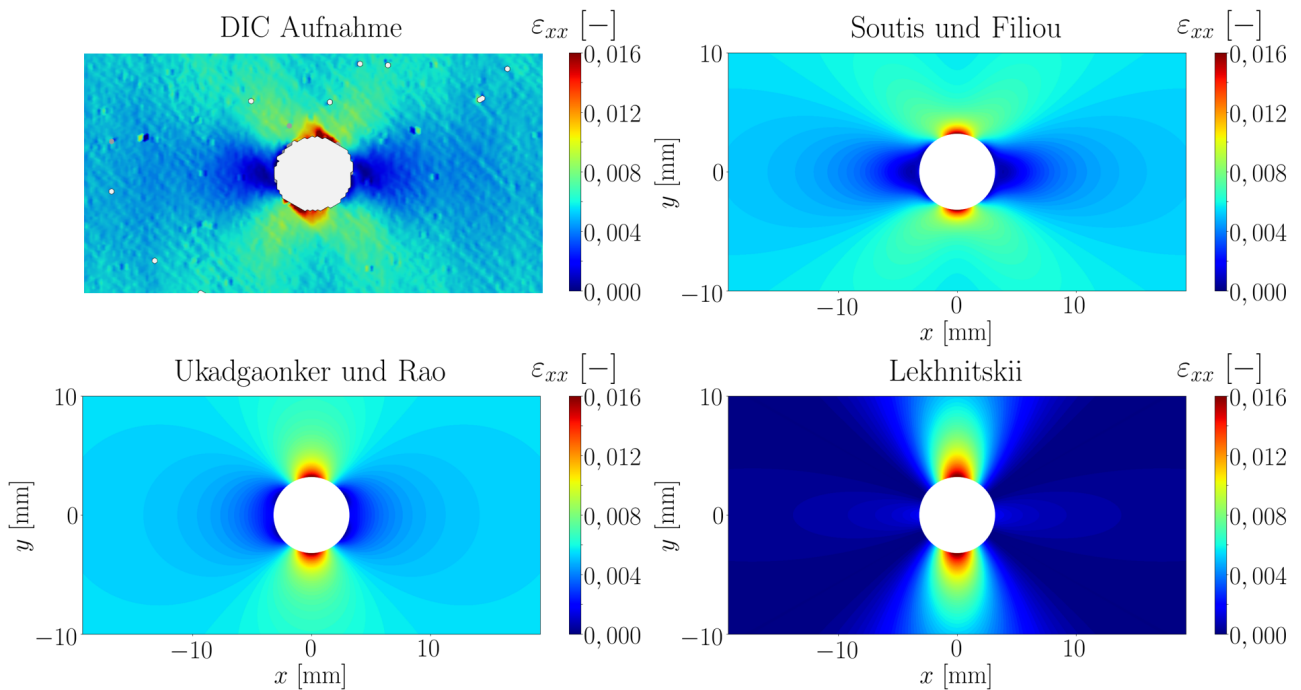 DIC Aufnahme
εxx [−]
0,016
0,012
0,008
0,004
0,000
Soutis und Filiou
εxx [−]
10
0
−10
y [mm]
−10 0 10
x [mm]
0,016
0,012
0,008
0,004
0,000
Ukadgaonker und Rao
εxx [−]
10
0
−10
y [mm]
−10 0 10
x [mm]
0,016
0,012
0,008
0,004
0,000
Lekhnitskii
εxx [−]
10
0
−10
y [mm]
−10 0 10
x [mm]
0,016
0,012
0,008
0,004
0,000